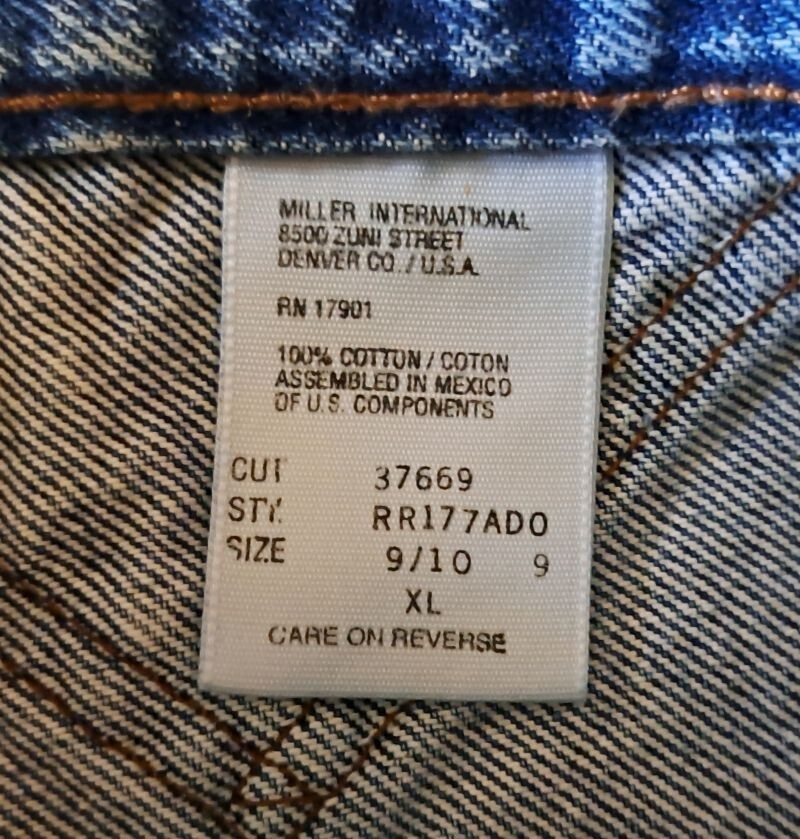 MILLER INTERNATIONAL
8500 ZUNI STREET
DENVER CO. / U.S.A.
RN 17901
100% COTTON / COTON
ASSEMBLED IN MEXICO
OF U.S. COMPONENTS
CUT 37669
STY. RR177ADO
SIZE 9/10 9
XL
CARE ON REVERSE